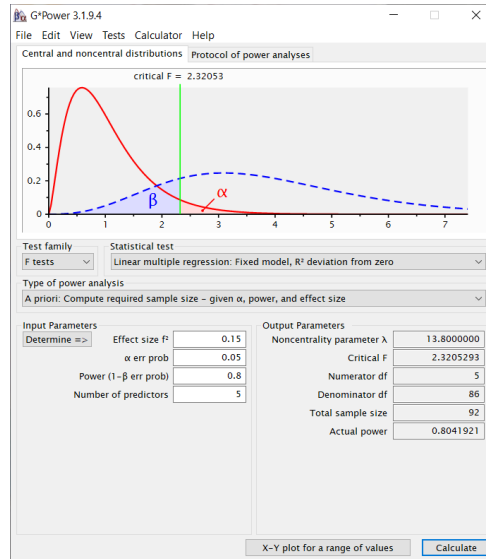 G*Power 3.1.9.4
File Edit View Tests Calculator Help
Central and noncentral distributions Protocol of power analyses
critical F = 2.32053
0.6
0.4
0.2
0
β
α
0 1 2 3 4 5 6 7
Test family Statistical test
F tests Linear multiple regression: Fixed model, R² deviation from zero
Type of power analysis
A priori: Compute required sample size – given α, power, and effect size
Input Parameters Output Parameters
Determine => Effect size f² 0.15 Noncentrality parameter λ 13.8000000
α err prob 0.05 Critical F 2.3205293
Power (1-β err prob) 0.8 Numerator df 5
Number of predictors 5 Denominator df 86
Total sample size 92
Actual power 0.8041921
X-Y plot for a range of values Calculate